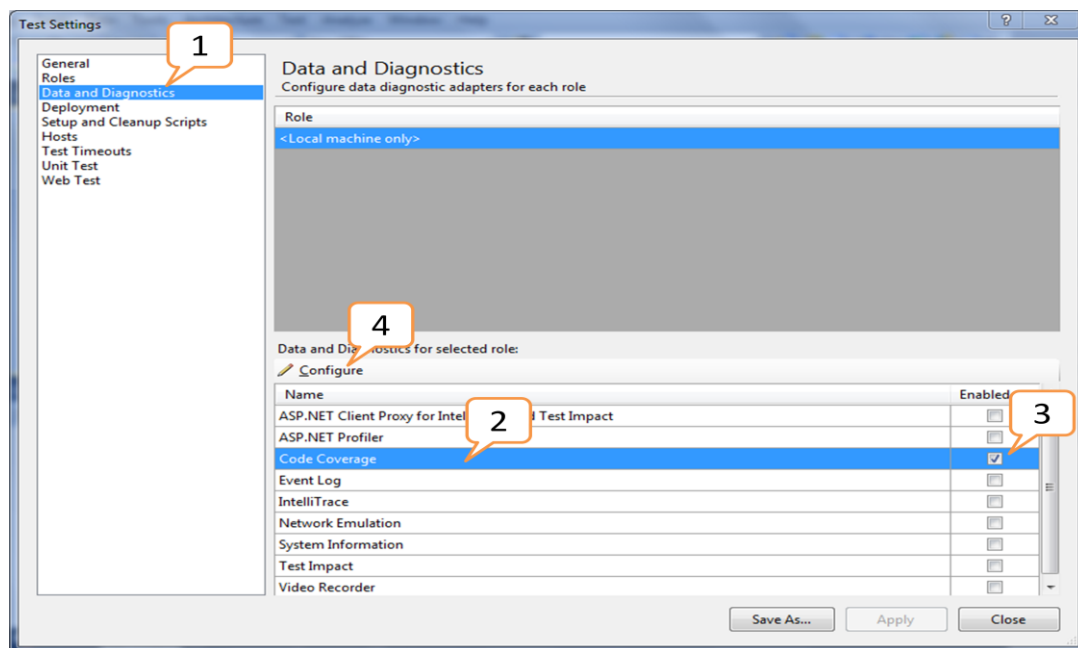 Test Settings
1
General
Roles
Data and Diagnostics
Deployment
Setup and Cleanup Scripts
Hosts
Test Timeouts
Unit Test
Web Test
Data and Diagnostics
Configure data diagnostic adapters for each role
Role
<Local machine only>
4
Data and Diagnostics for selected role:
Configure
Name Enabled
ASP.NET Client Proxy for Intel d Test Impact
2
3
ASP.NET Profiler
Code Coverage
Event Log
IntelliTrace
Network Emulation
System Information
Test Impact
Video Recorder
Save As... Apply Close